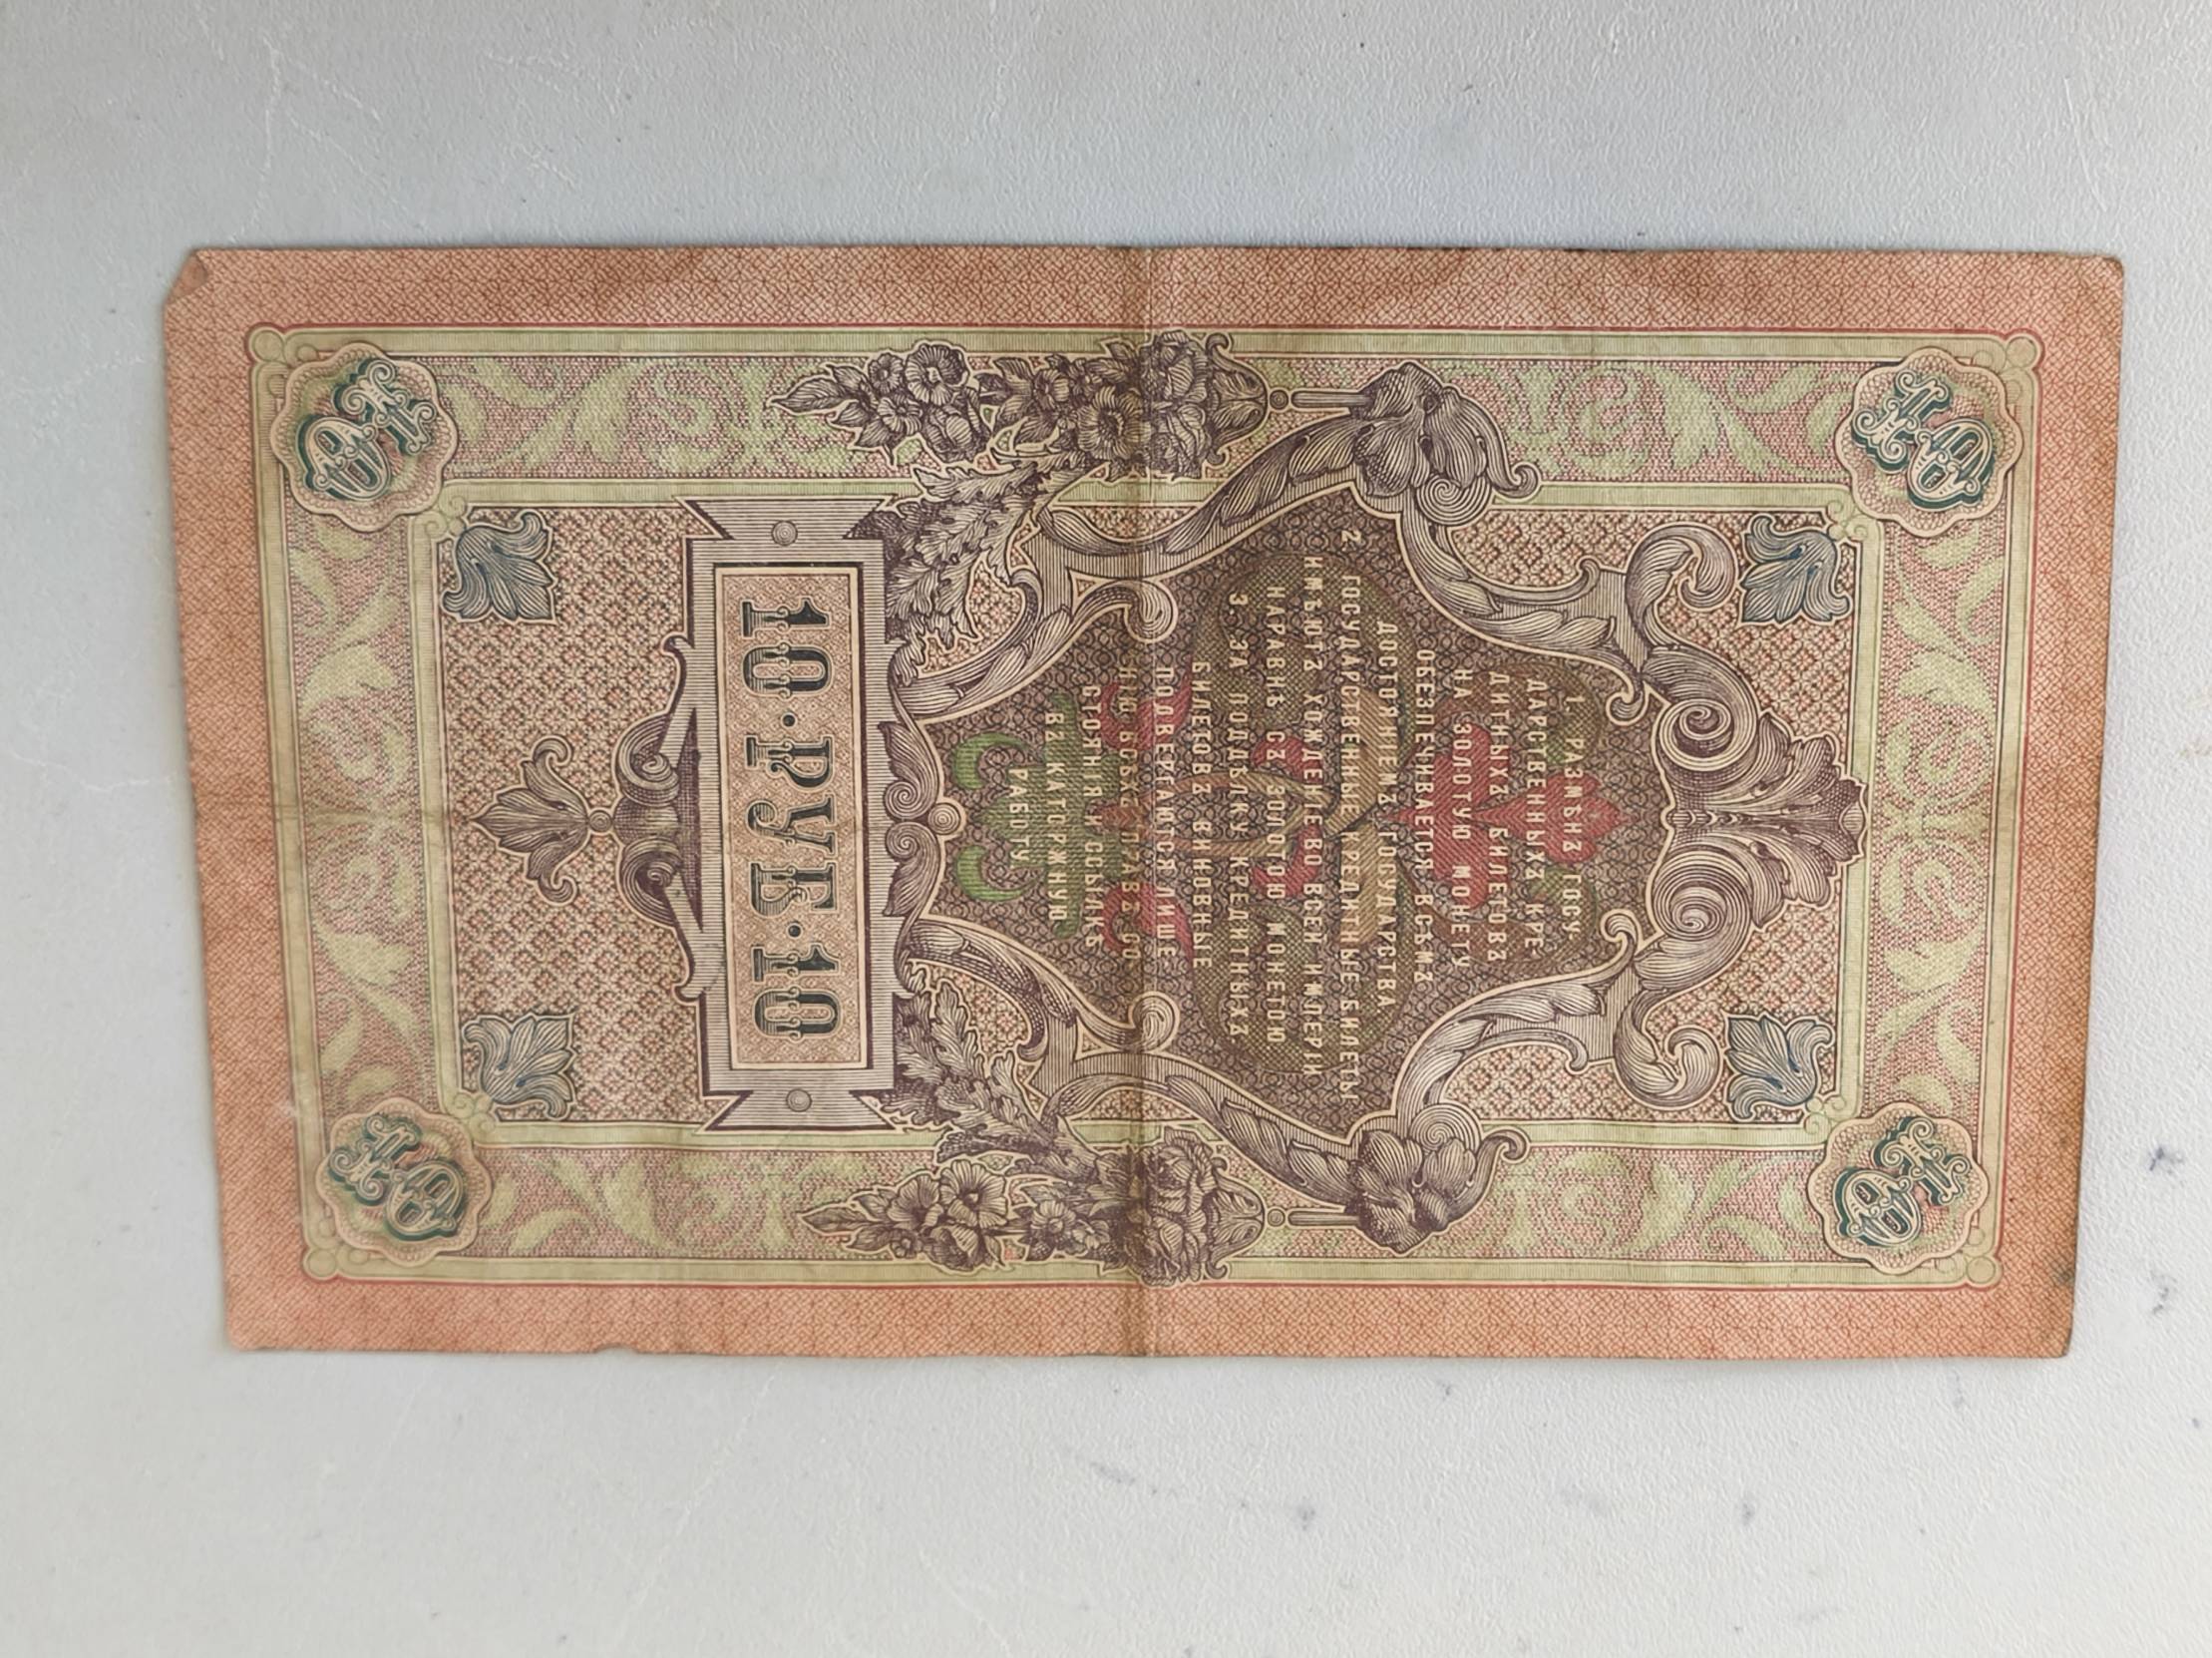 10
10
1. РАЗМѢНЪ ГОСУ
ДАРСТВЕННЫХЪ КРЕ-
ДИТНЫХЪ БИЛЕТОВЪ
НА ЗОЛОТУЮ МОНЕТУ
ОБЕЗПЕЧИВАЕТСЯ ВСѢМЪ
ДОСТОЯНІЕМЪ ГОСУДАРСТВА
2 ГОСУДАРСТВЕННЫЕ КРЕДИТНЫЕ БИЛЕТЫ
ИМѢЮТЪ ХОЖДЕНІЕ ВО ВСЕЙ ИМПЕРІИ
НАРАВНѢ СЪ ЗОЛОТОЮ МОНЕТОЮ
3. ЗА ПОДДѢЛКУ КРЕДИТНЫХЪ
БИЛЕТОВЪ ВИНОВНЫЕ
ПОДВЕРГАЮТСЯ ЛИШЕ
НІЮ ВСѢХЪ ПРАВЪ СО
СТОЯНІЯ И ССЫЛКѢ
ВЪ КАТОРЖНУЮ
РАБОТУ
10·РУБ·10
10
10